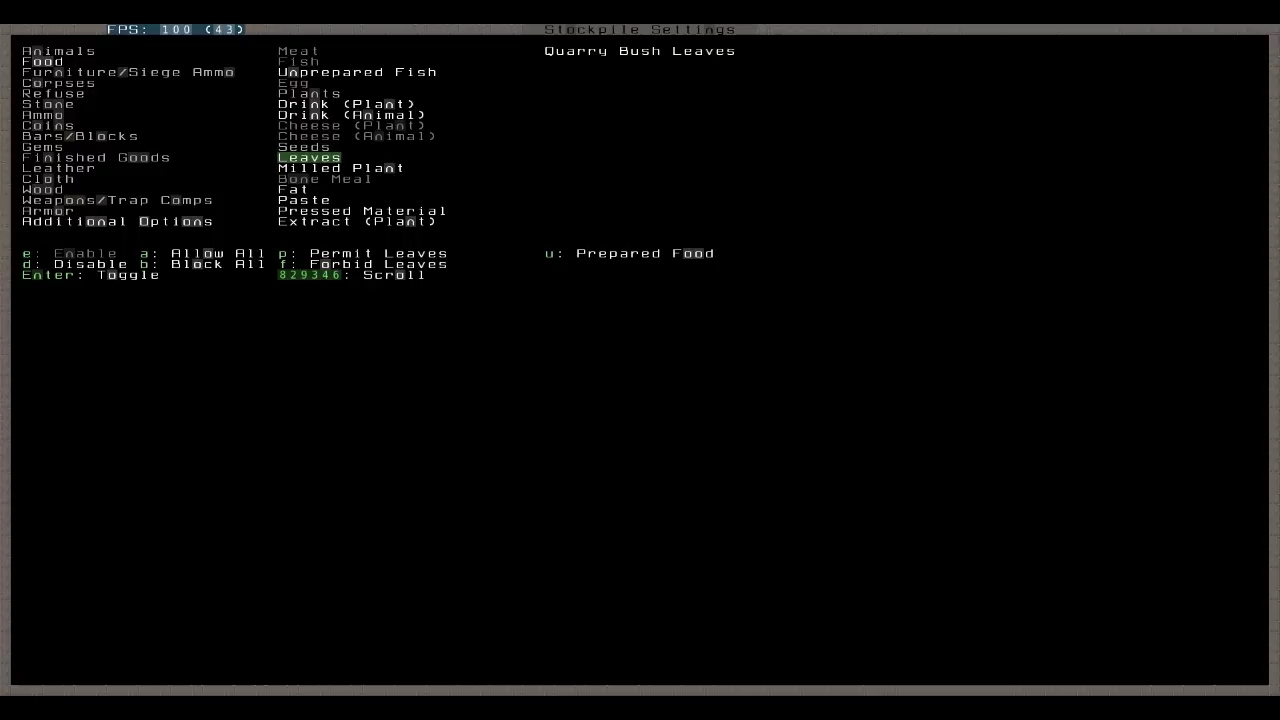 FPS: 100 (43) Stockpile Settings
Animals Meat Quarry Bush Leaves
Food Fish
Furniture/Siege Ammo Unprepared Fish
Corpses Egg
Refuse Plants
Stone Drink (Plant)
Ammo Drink (Animal)
Coins Cheese (Plant)
Bars/Blocks Cheese (Animal)
Gems Seeds
Finished Goods Leaves
Leather Milled Plant
Cloth Bone Meal
Wood Fat
Weapons/Trap Comps Paste
Armor Pressed Material
Additional Options Extract (Plant)
e: Enable a: Allow All p: Permit Leaves u: Prepared Food
d: Disable b: Block All f: Forbid Leaves
Enter: Toggle 829346: Scroll